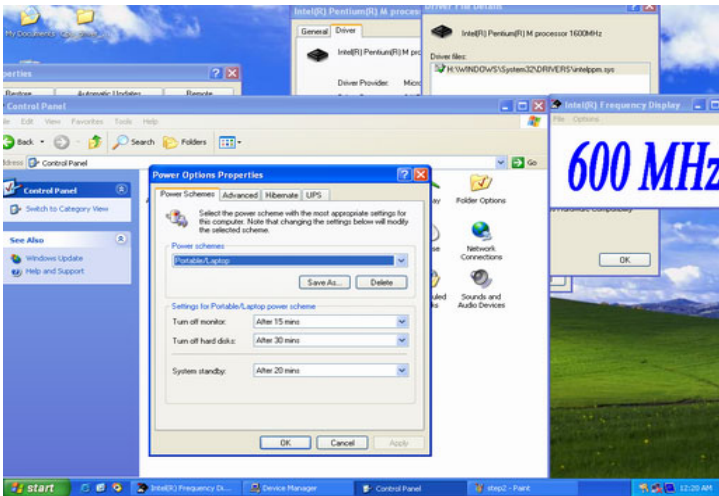 My Documents
Intel(R) Pentium(R) M process
Driver File Details
General Driver
Intel(R) Pentium(R) M proc
Driver Provider: Micro
Intel(R) Pentium(R) M processor 1600MHz
Driver files:
H:\WINDOWS\System32\DRIVERS\intelppm.sys
perties
Restore Automatic Updates Remote
Control Panel
Edit View Favorites Tools Help
Back Search Folders
ddress Control Panel Go
Control Panel
Switch to Category View
See Also
Windows Update
Help and Support
Folder Options
Network
Connections
Sounds and
Audio Devices
Power Options Properties
Power Schemes Advanced Hibernate UPS
Select the power scheme with the most appropriate settings for
this computer. Note that changing the settings below will modify
the selected scheme.
Power schemes
Portable/Laptop
Save As... Delete
Settings for Portable/Laptop power scheme
Turn off monitor: After 15 mins
Turn off hard disks: After 30 mins
System standby: After 20 mins
OK Cancel Apply
Intel(R) Frequency Display
File Options
600 MHz
OK
start
Intel(R) Frequency Di...
Device Manager
Control Panel
step2 - Paint
12:20 AM